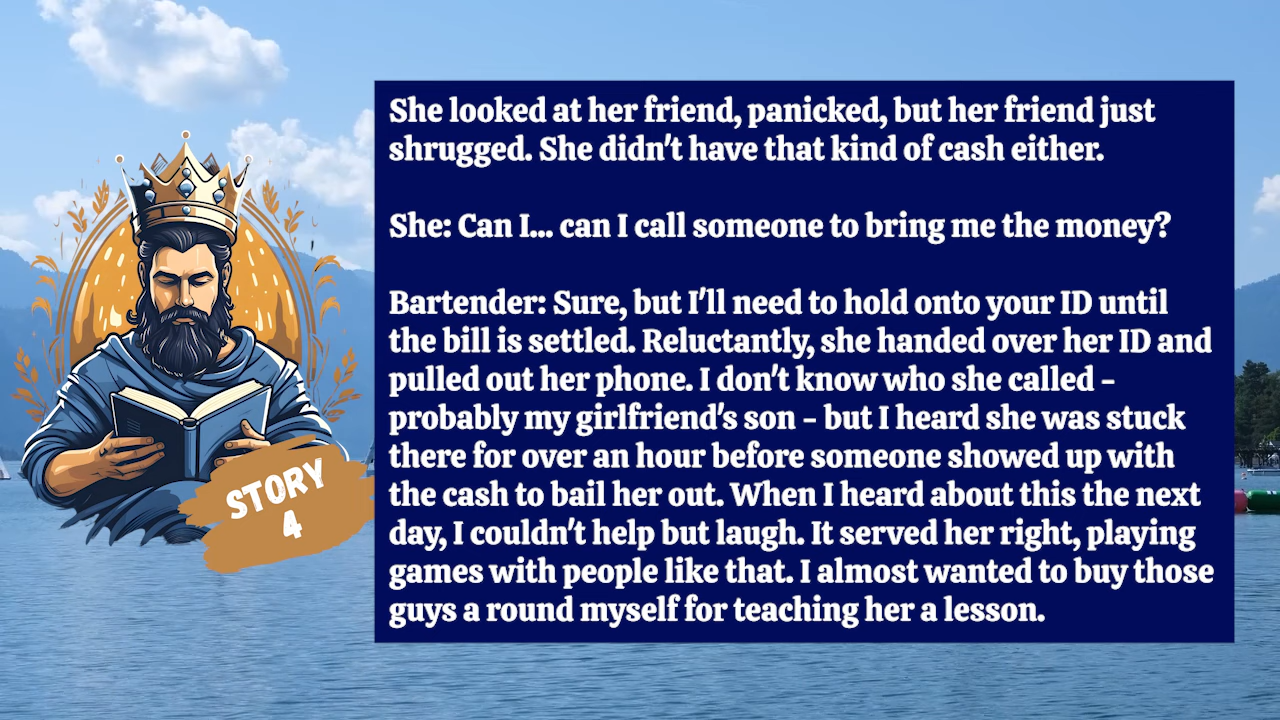 She looked at her friend, panicked, but her friend just
shrugged. She didn't have that kind of cash either.
She: Can I... can I call someone to bring me the money?
Bartender: Sure, but I'll need to hold onto your ID until
the bill is settled. Reluctantly, she handed over her ID and
pulled out her phone. I don't know who she called -
probably my girlfriend's son - but I heard she was stuck
there for over an hour before someone showed up with
the cash to bail her out. When I heard about this the next
day, I couldn't help but laugh. It served her right, playing
games with people like that. I almost wanted to buy those
guys a round myself for teaching her a lesson.
STORY
4